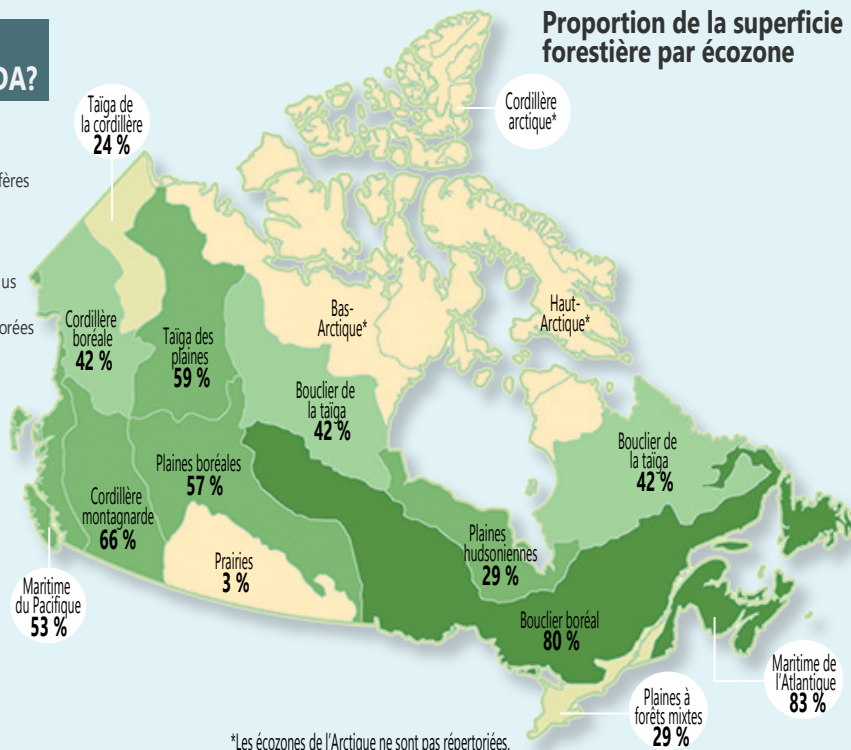 DA?
Proportion de la superficie
forestière par écozone
Taïga de
la cordillère
24 %
Cordillère
arctique*
Bas-
Arctique*
Haut-
Arctique*
Cordillère
boréale
42 %
Taïga des
plaines
59 %
Bouclier de
la taïga
42 %
Bouclier de
la taïga
42 %
Plaines boréales
57 %
Cordillère
montagnarde
66 %
Prairies
3 %
Plaines
hudsoniennes
29 %
Maritime
du Pacifique
53 %
Bouclier boréal
80 %
Maritime de
l'Atlantique
83 %
Plaines à
forêts mixtes
29 %
*Les écozones de l'Arctique ne sont pas répertoriées.